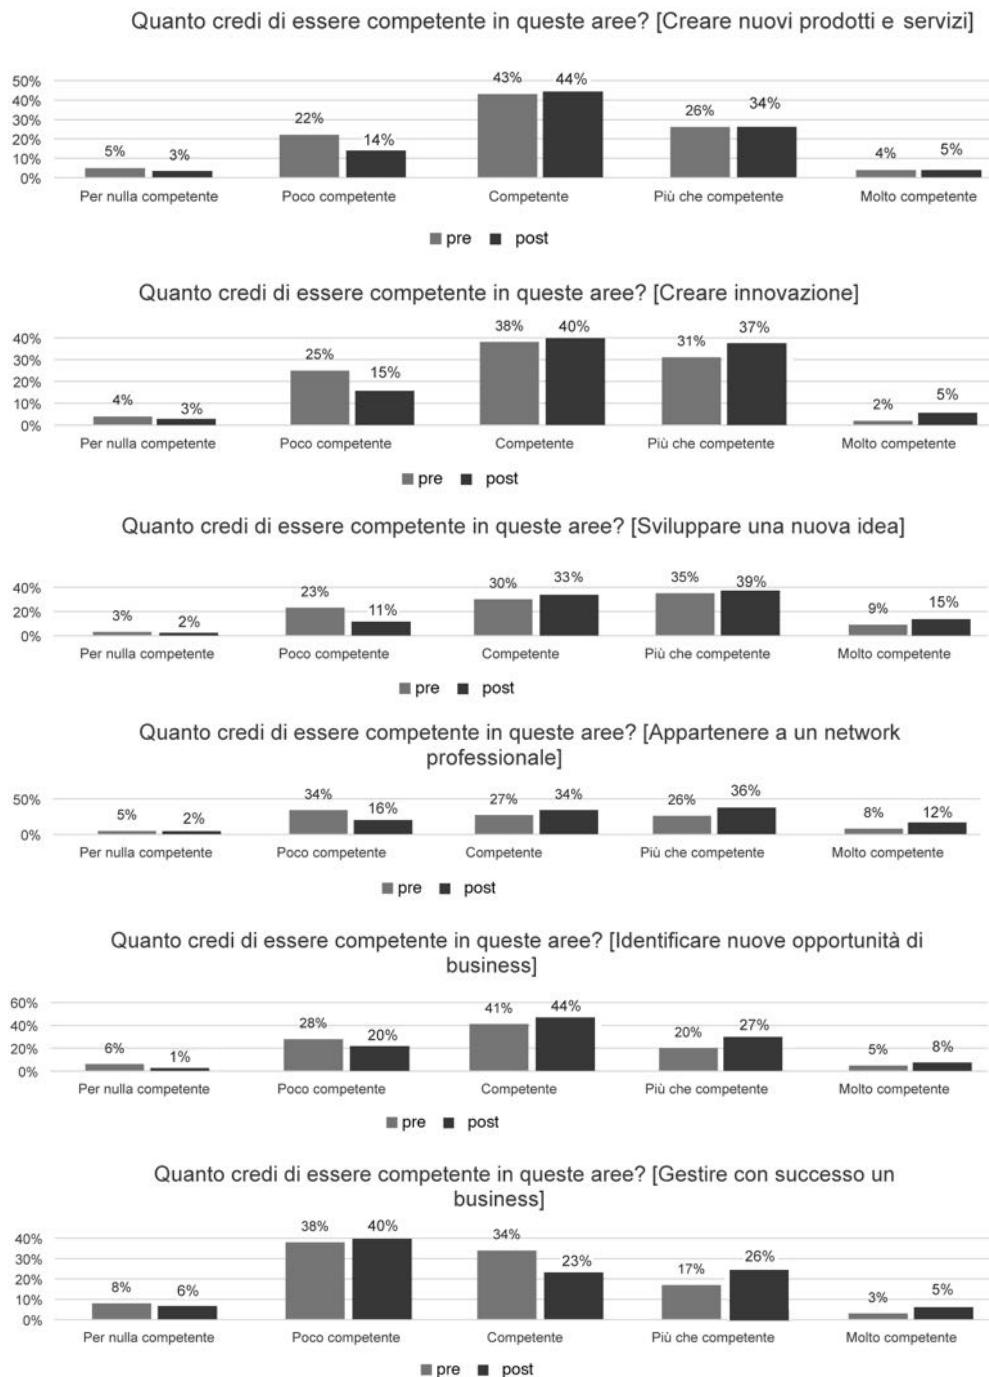 Quanto credi di essere competente in queste aree? [Creare nuovi prodotti e servizi]
50%
40%
30%
20%
10%
0%
5% 3% 22% 14% 43% 44% 26% 34% 4% 5%
Per nulla competente Poco competente Competente Più che competente Molto competente
pre post
Quanto credi di essere competente in queste aree? [Creare innovazione]
40%
30%
20%
10%
0%
4% 3% 25% 15% 38% 40% 31% 37% 2% 5%
Per nulla competente Poco competente Competente Più che competente Molto competente
pre post
Quanto credi di essere competente in queste aree? [Sviluppare una nuova idea]
40%
20%
0%
3% 2% 23% 11% 30% 33% 35% 39% 9% 15%
Per nulla competente Poco competente Competente Più che competente Molto competente
pre post
Quanto credi di essere competente in queste aree? [Appartenere a un network
professionale]
50%
0%
5% 2% 34% 16% 27% 34% 26% 36% 8% 12%
Per nulla competente Poco competente Competente Più che competente Molto competente
pre post
Quanto credi di essere competente in queste aree? [Identificare nuove opportunità di
business]
60%
40%
20%
0%
6% 1% 28% 20% 41% 44% 20% 27% 5% 8%
Per nulla competente Poco competente Competente Più che competente Molto competente
pre post
Quanto credi di essere competente in queste aree? [Gestire con successo un
business]
40%
30%
20%
10%
0%
8% 6% 38% 40% 34% 23% 17% 26% 3% 5%
Per nulla competente Poco competente Competente Più che competente Molto competente
pre post